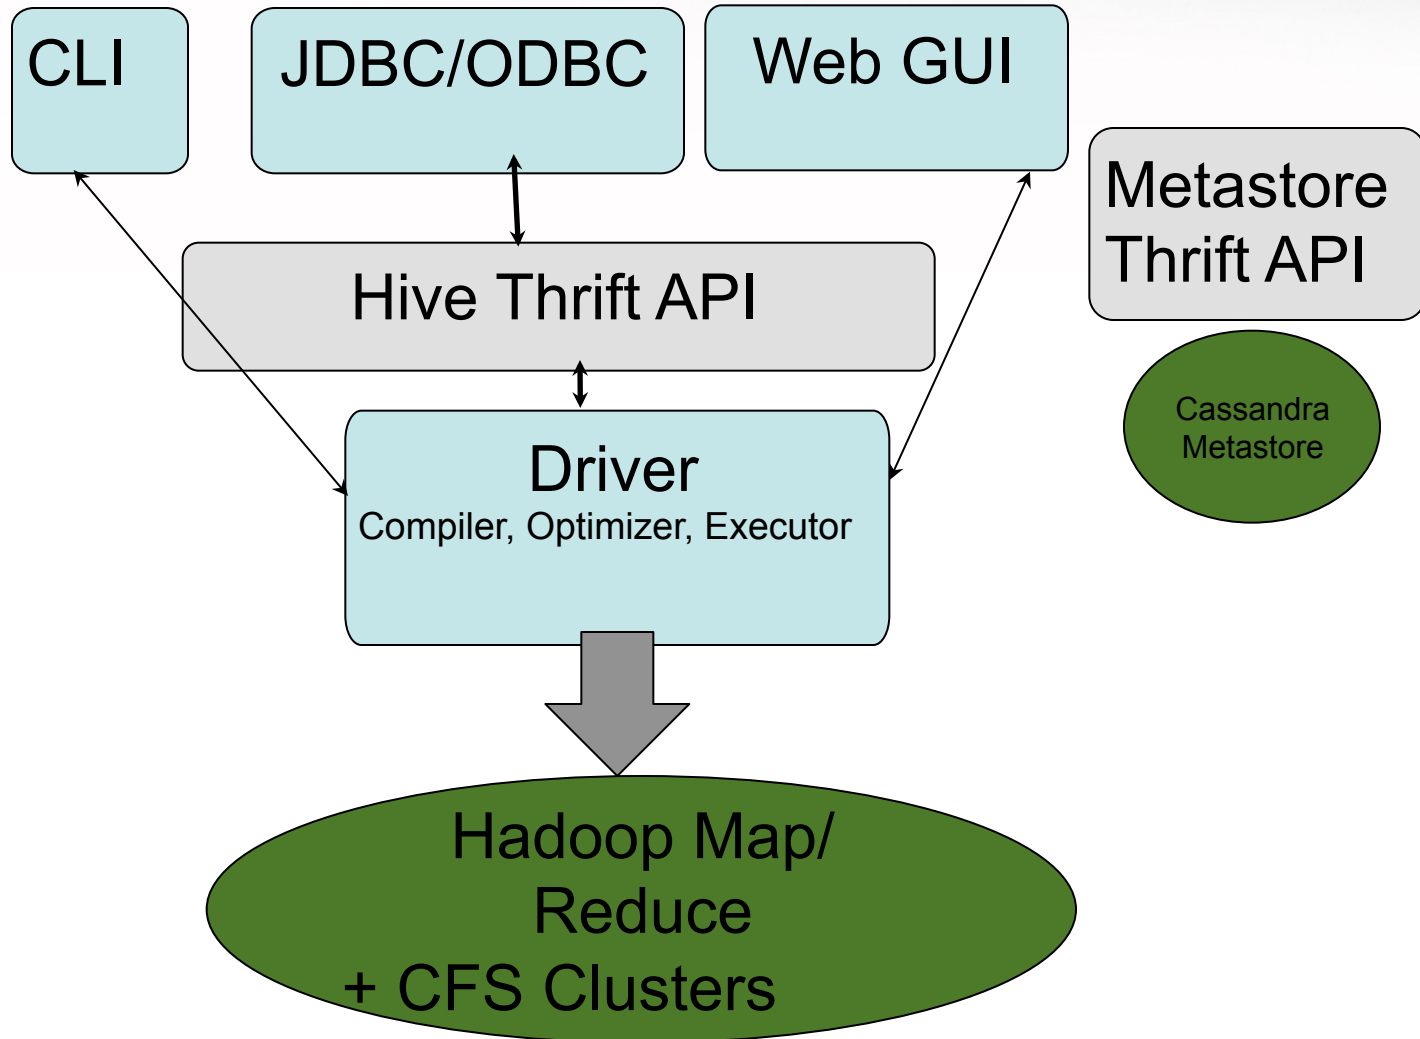 CLI
JDBC/ODBC
Web GUI
Metastore
Thrift API
Hive Thrift API
Cassandra
Metastore
Driver
Compiler, Optimizer, Executor
Hadoop Map/
Reduce
+ CFS Clusters